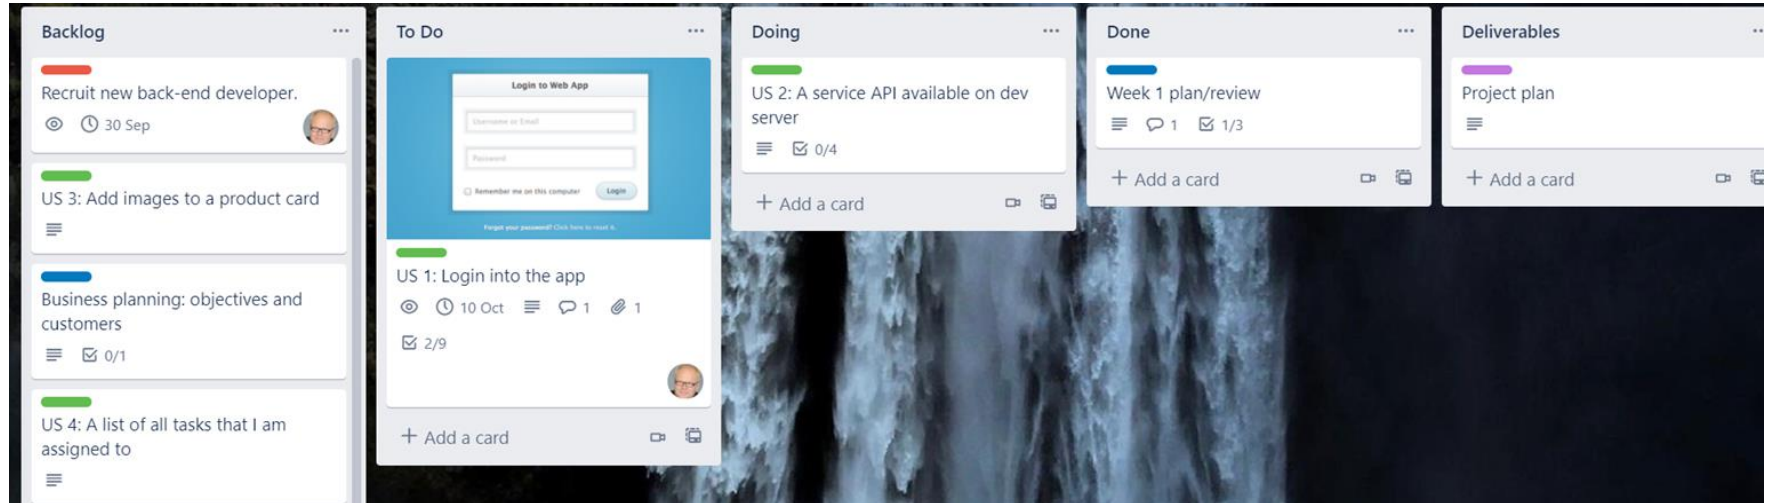 Backlog
Recruit new back-end developer.
30 Sep
US 3: Add images to a product card
Business planning: objectives and
customers
0/1
US 4: A list of all tasks that I am
assigned to
To Do
Login to Web App
Username or Email
Password
Remember me on this computer
Login
Forgot your password? Click here to reset it.
US 1: Login into the app
10 Oct
1
1
2/9
+ Add a card
Doing
US 2: A service API available on dev
server
0/4
+ Add a card
Done
Week 1 plan/review
1
1/3
+ Add a card
Deliverables
Project plan
+ Add a card